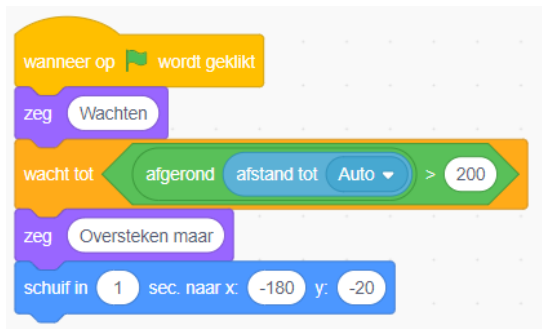 wanneer op wordt geklikt
zeg Wachten
wacht tot afgerond afstand tot Auto > 200
zeg Oversteken maar
schuif in 1 sec. naar x: -180 y: -20